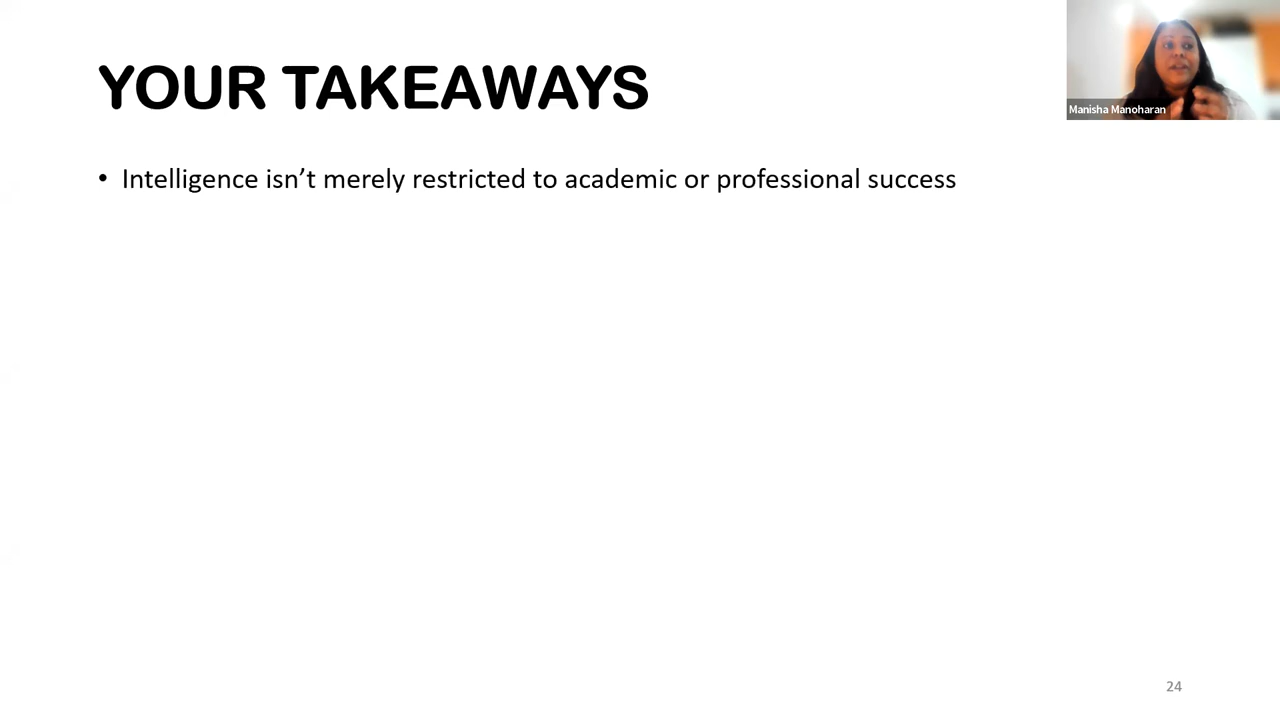 YOUR TAKEAWAYS
Manisha Manoharan
• Intelligence isn’t merely restricted to academic or professional success
24